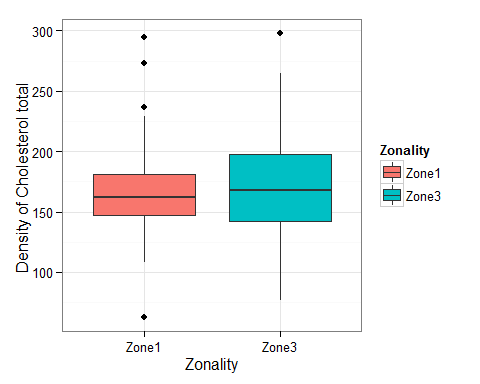 300
250
200
150
100
Density of Cholesterol total
Zone1
Zone3
Zonality
Zonality
Zone1
Zone3